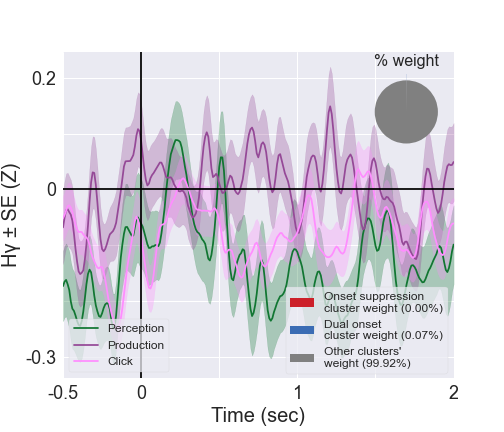 % weight
0.2
0
-0.3
Hγ ± SE (Z)
Perception
Production
Click
Onset suppression
cluster weight (0.00%)
Dual onset
cluster weight (0.07%)
Other clusters'
weight (99.92%)
-0.5
0
1
2
Time (sec)